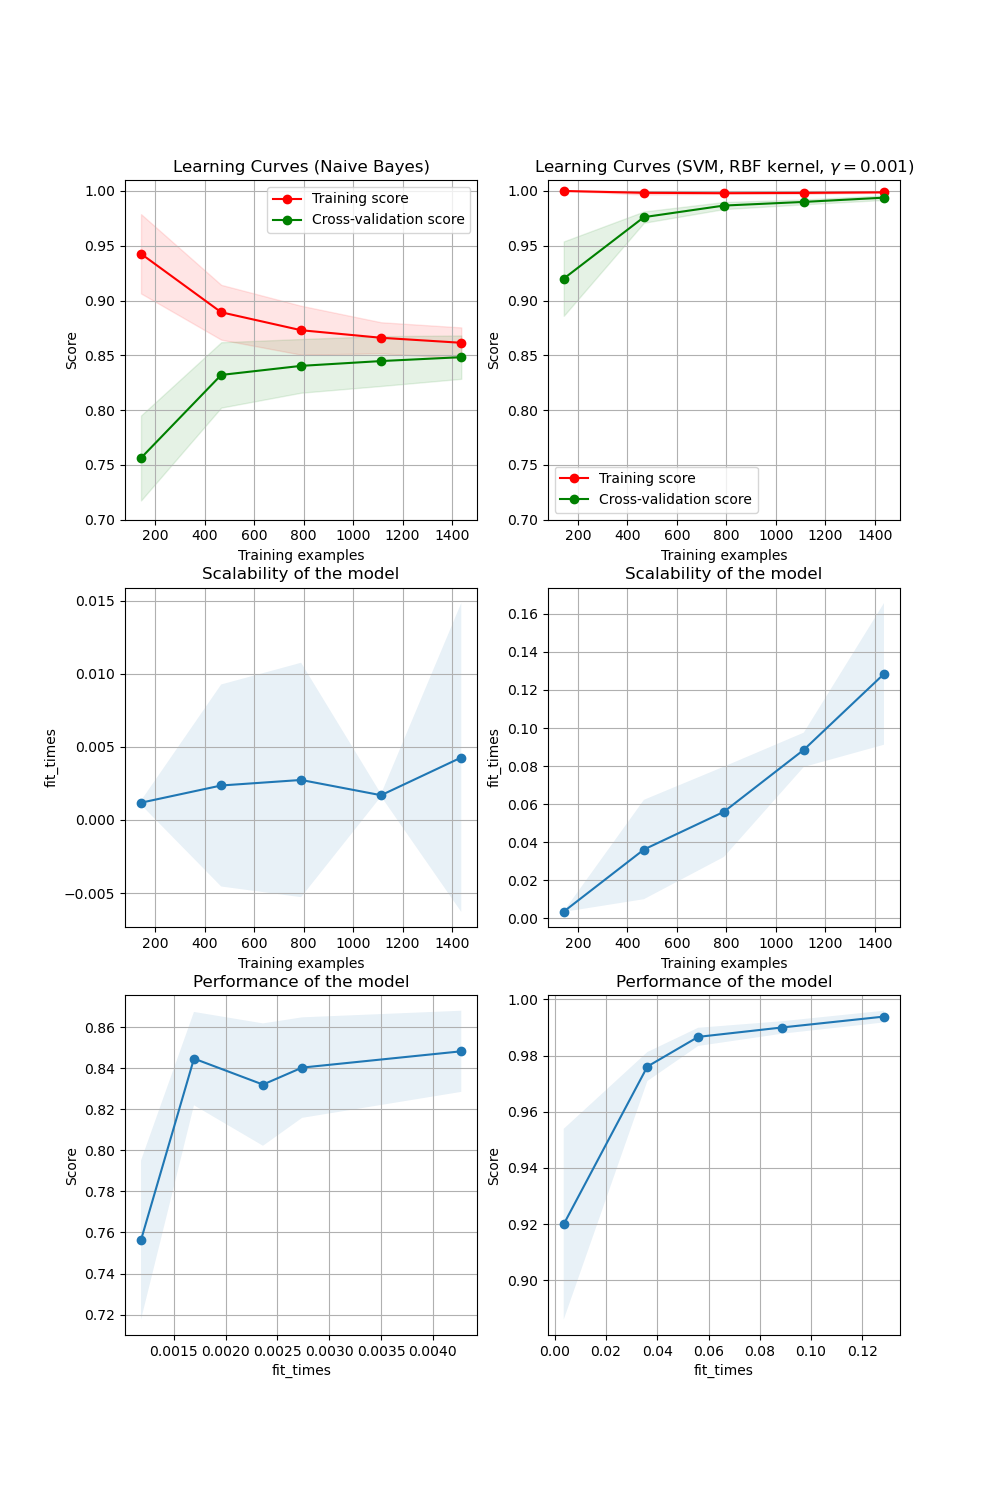 Learning Curves (Naive Bayes)
1.00
0.95
0.90
0.85
0.80
0.75
0.70
Score
Training score
Cross-validation score
200 400 600 800 1000 1200 1400
Training examples
Learning Curves (SVM, RBF kernel, γ = 0.001)
1.00
0.95
0.90
0.85
0.80
0.75
0.70
Score
Training score
Cross-validation score
200 400 600 800 1000 1200 1400
Training examples
Scalability of the model
0.015
0.010
0.005
0.000
−0.005
fit_times
200 400 600 800 1000 1200 1400
Training examples
Scalability of the model
0.16
0.14
0.12
0.10
0.08
0.06
0.04
0.02
0.00
fit_times
200 400 600 800 1000 1200 1400
Training examples
Performance of the model
0.86
0.84
0.82
0.80
0.78
0.76
0.74
0.72
Score
0.0015 0.0020 0.0025 0.0030 0.0035 0.0040
fit_times
Performance of the model
1.00
0.98
0.96
0.94
0.92
0.90
Score
0.00 0.02 0.04 0.06 0.08 0.10 0.12
fit_times